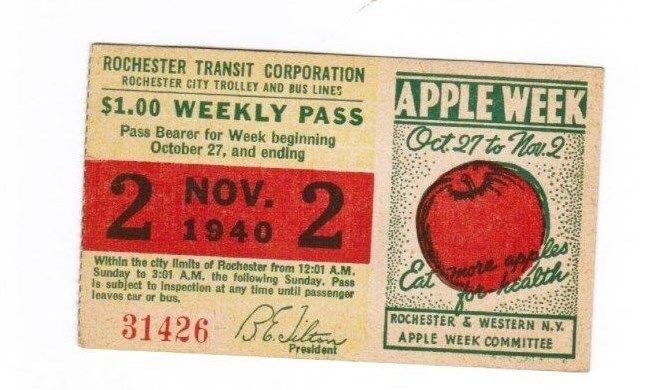 ROCHESTER TRANSIT CORPORATION
ROCHESTER CITY TROLLEY AND BUS LINES
$1.00 WEEKLY PASS
Pass Bearer for Week beginning
October 27, and ending
2 NOV. 1940 2
Within the city limits of Rochester from 12:01 A.M.
Sunday to 3:01 A.M. the following Sunday. Pass
is subject to inspection at any time until passenger
leaves car or bus.
31426
B.E. Tilton
President
APPLE WEEK
Oct 27 to Nov. 2
Eat more apples
for health
ROCHESTER & WESTERN N.Y.
APPLE WEEK COMMITTEE